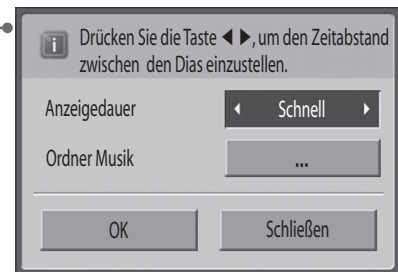 Drücken Sie die Taste ◀ ▶, um den Zeitabstand
zwischen den Dias einzustellen.
Anzeigedauer ◀ Schnell ▶
Ordner Musik ...
OK Schließen